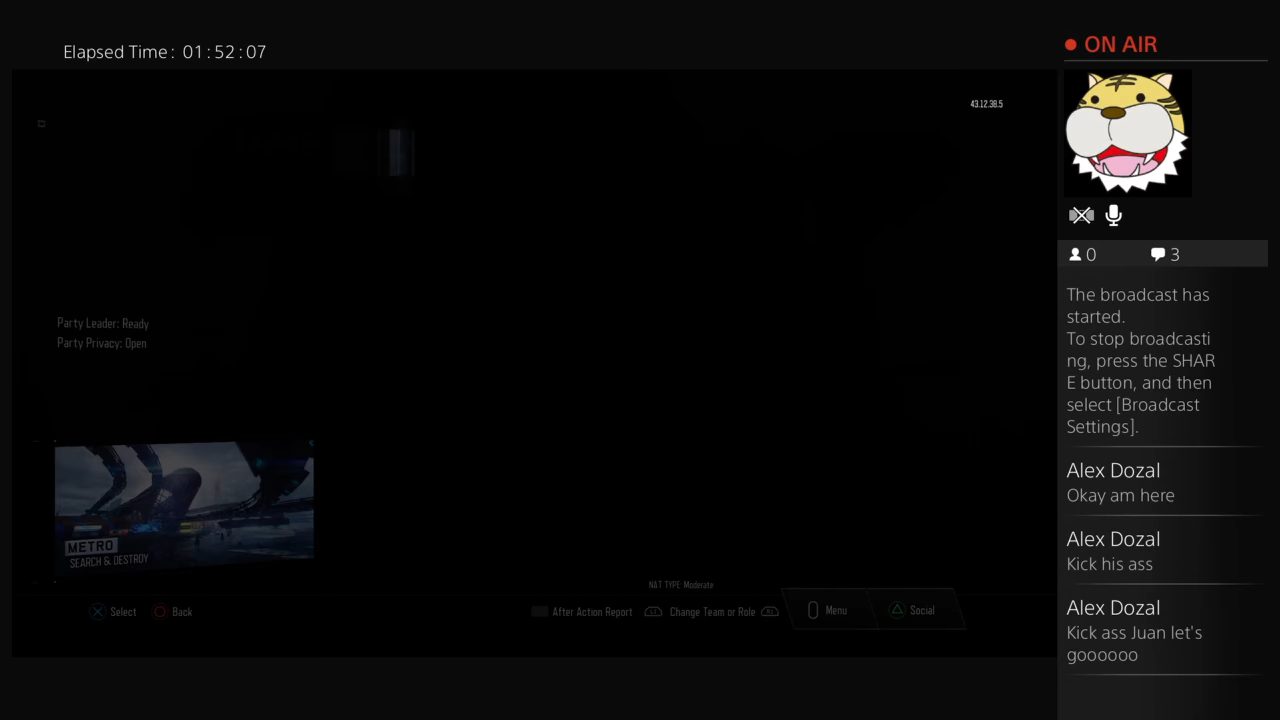 Elapsed Time: 01:52:07
ON AIR
43.12.38.5
0
3
The broadcast has
started.
To stop broadcasti
ng, press the SHAR
E button, and then
select [Broadcast
Settings].
Party Leader: Ready
Party Privacy: Open
Alex Dozal
Okay am here
Alex Dozal
Kick his ass
METRO
SEARCH & DESTROY
NAT TYPE Moderate
Select
Back
After Action Report
Change Team or Role
Menu
Social
Alex Dozal
Kick ass Juan let's
goooooo